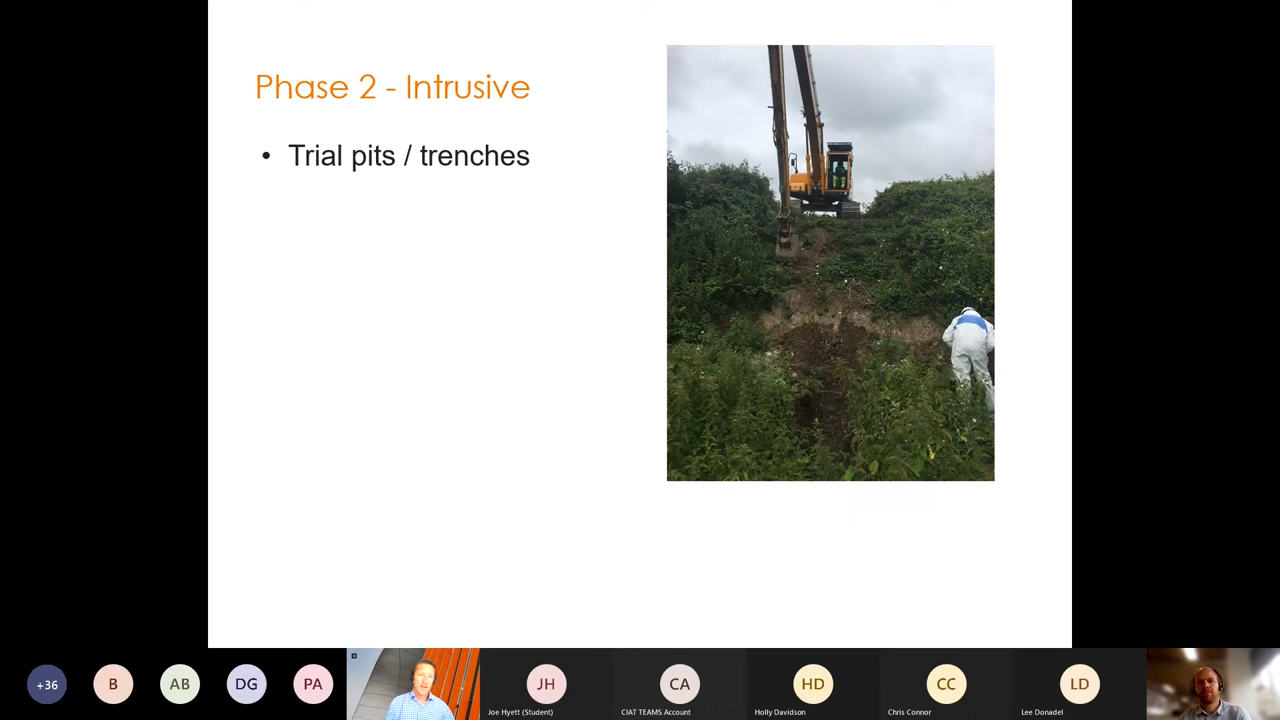 Phase 2 - Intrusive
• Trial pits / trenches
+36
B
AB
DG
PA
JH
Joe Hyett (Student)
CA
CIAT TEAMS Account
HD
Holly Davidson
CC
Chris Connor
LD
Lee Donadel